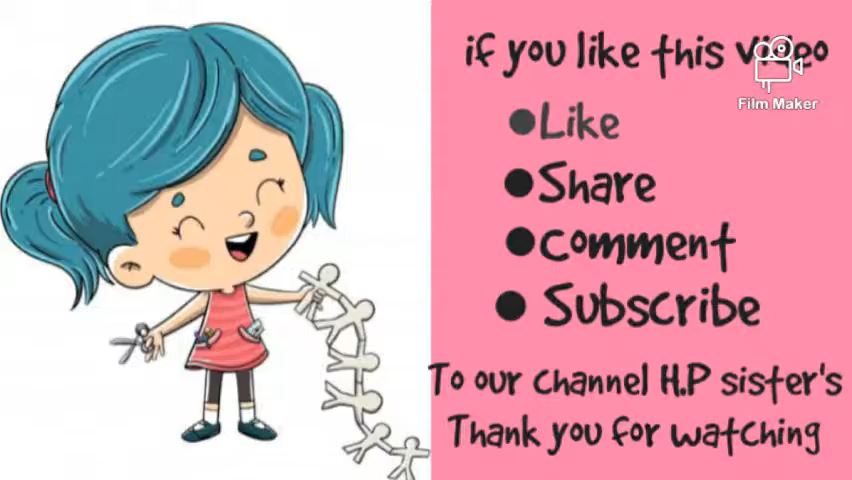 if you like this video
Film Maker
●Like
●Share
●comment
● Subscribe
To our channel H.P sister's
Thank you for watching